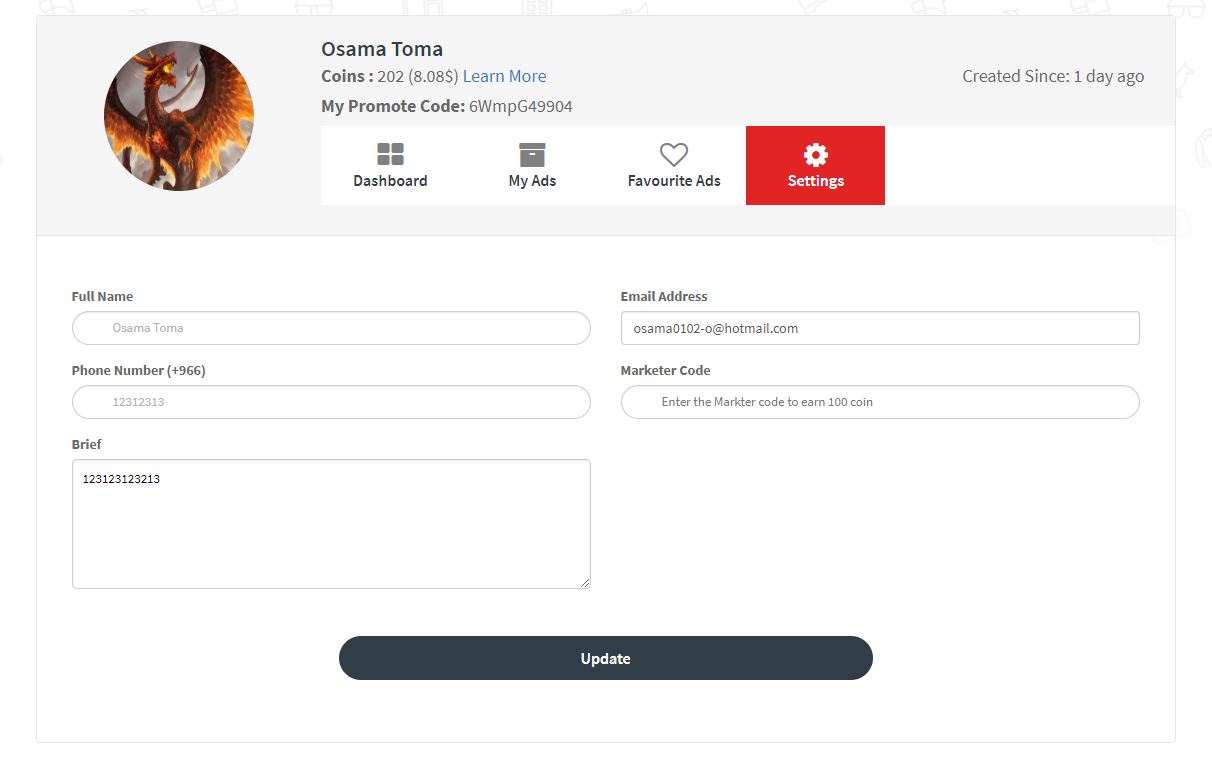 Osama Toma
Coins : 202 (8.08$) Learn More
Created Since: 1 day ago
My Promote Code: 6WmpG49904
Dashboard
My Ads
Favourite Ads
Settings
Full Name
Osama Toma
Email Address
osama0102-o@hotmail.com
Phone Number (+966)
12312313
Marketer Code
Enter the Markter code to earn 100 coin
Brief
123123123213
Update